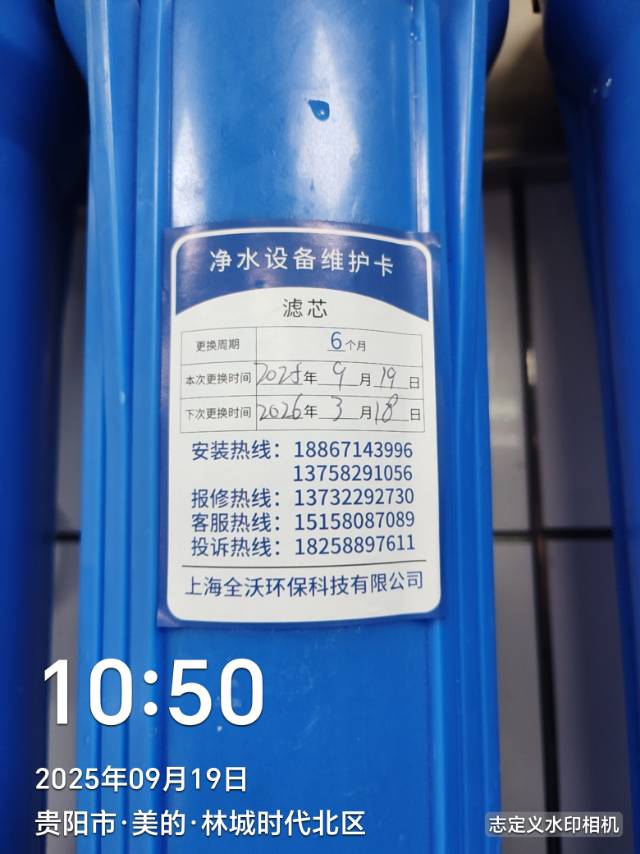 净水设备维护卡
滤芯
更换周期 6个月
本次更换时间 2025年 9月 19日
下次更换时间 2026年 3月 18日
安装热线：18867143996
13758291056
报修热线：13732292730
客服热线：15158087089
投诉热线：18258897611
上海全沃环保科技有限公司
10:50
2025年09月19日
贵阳市·美的·林城时代北区
志定义水印相机